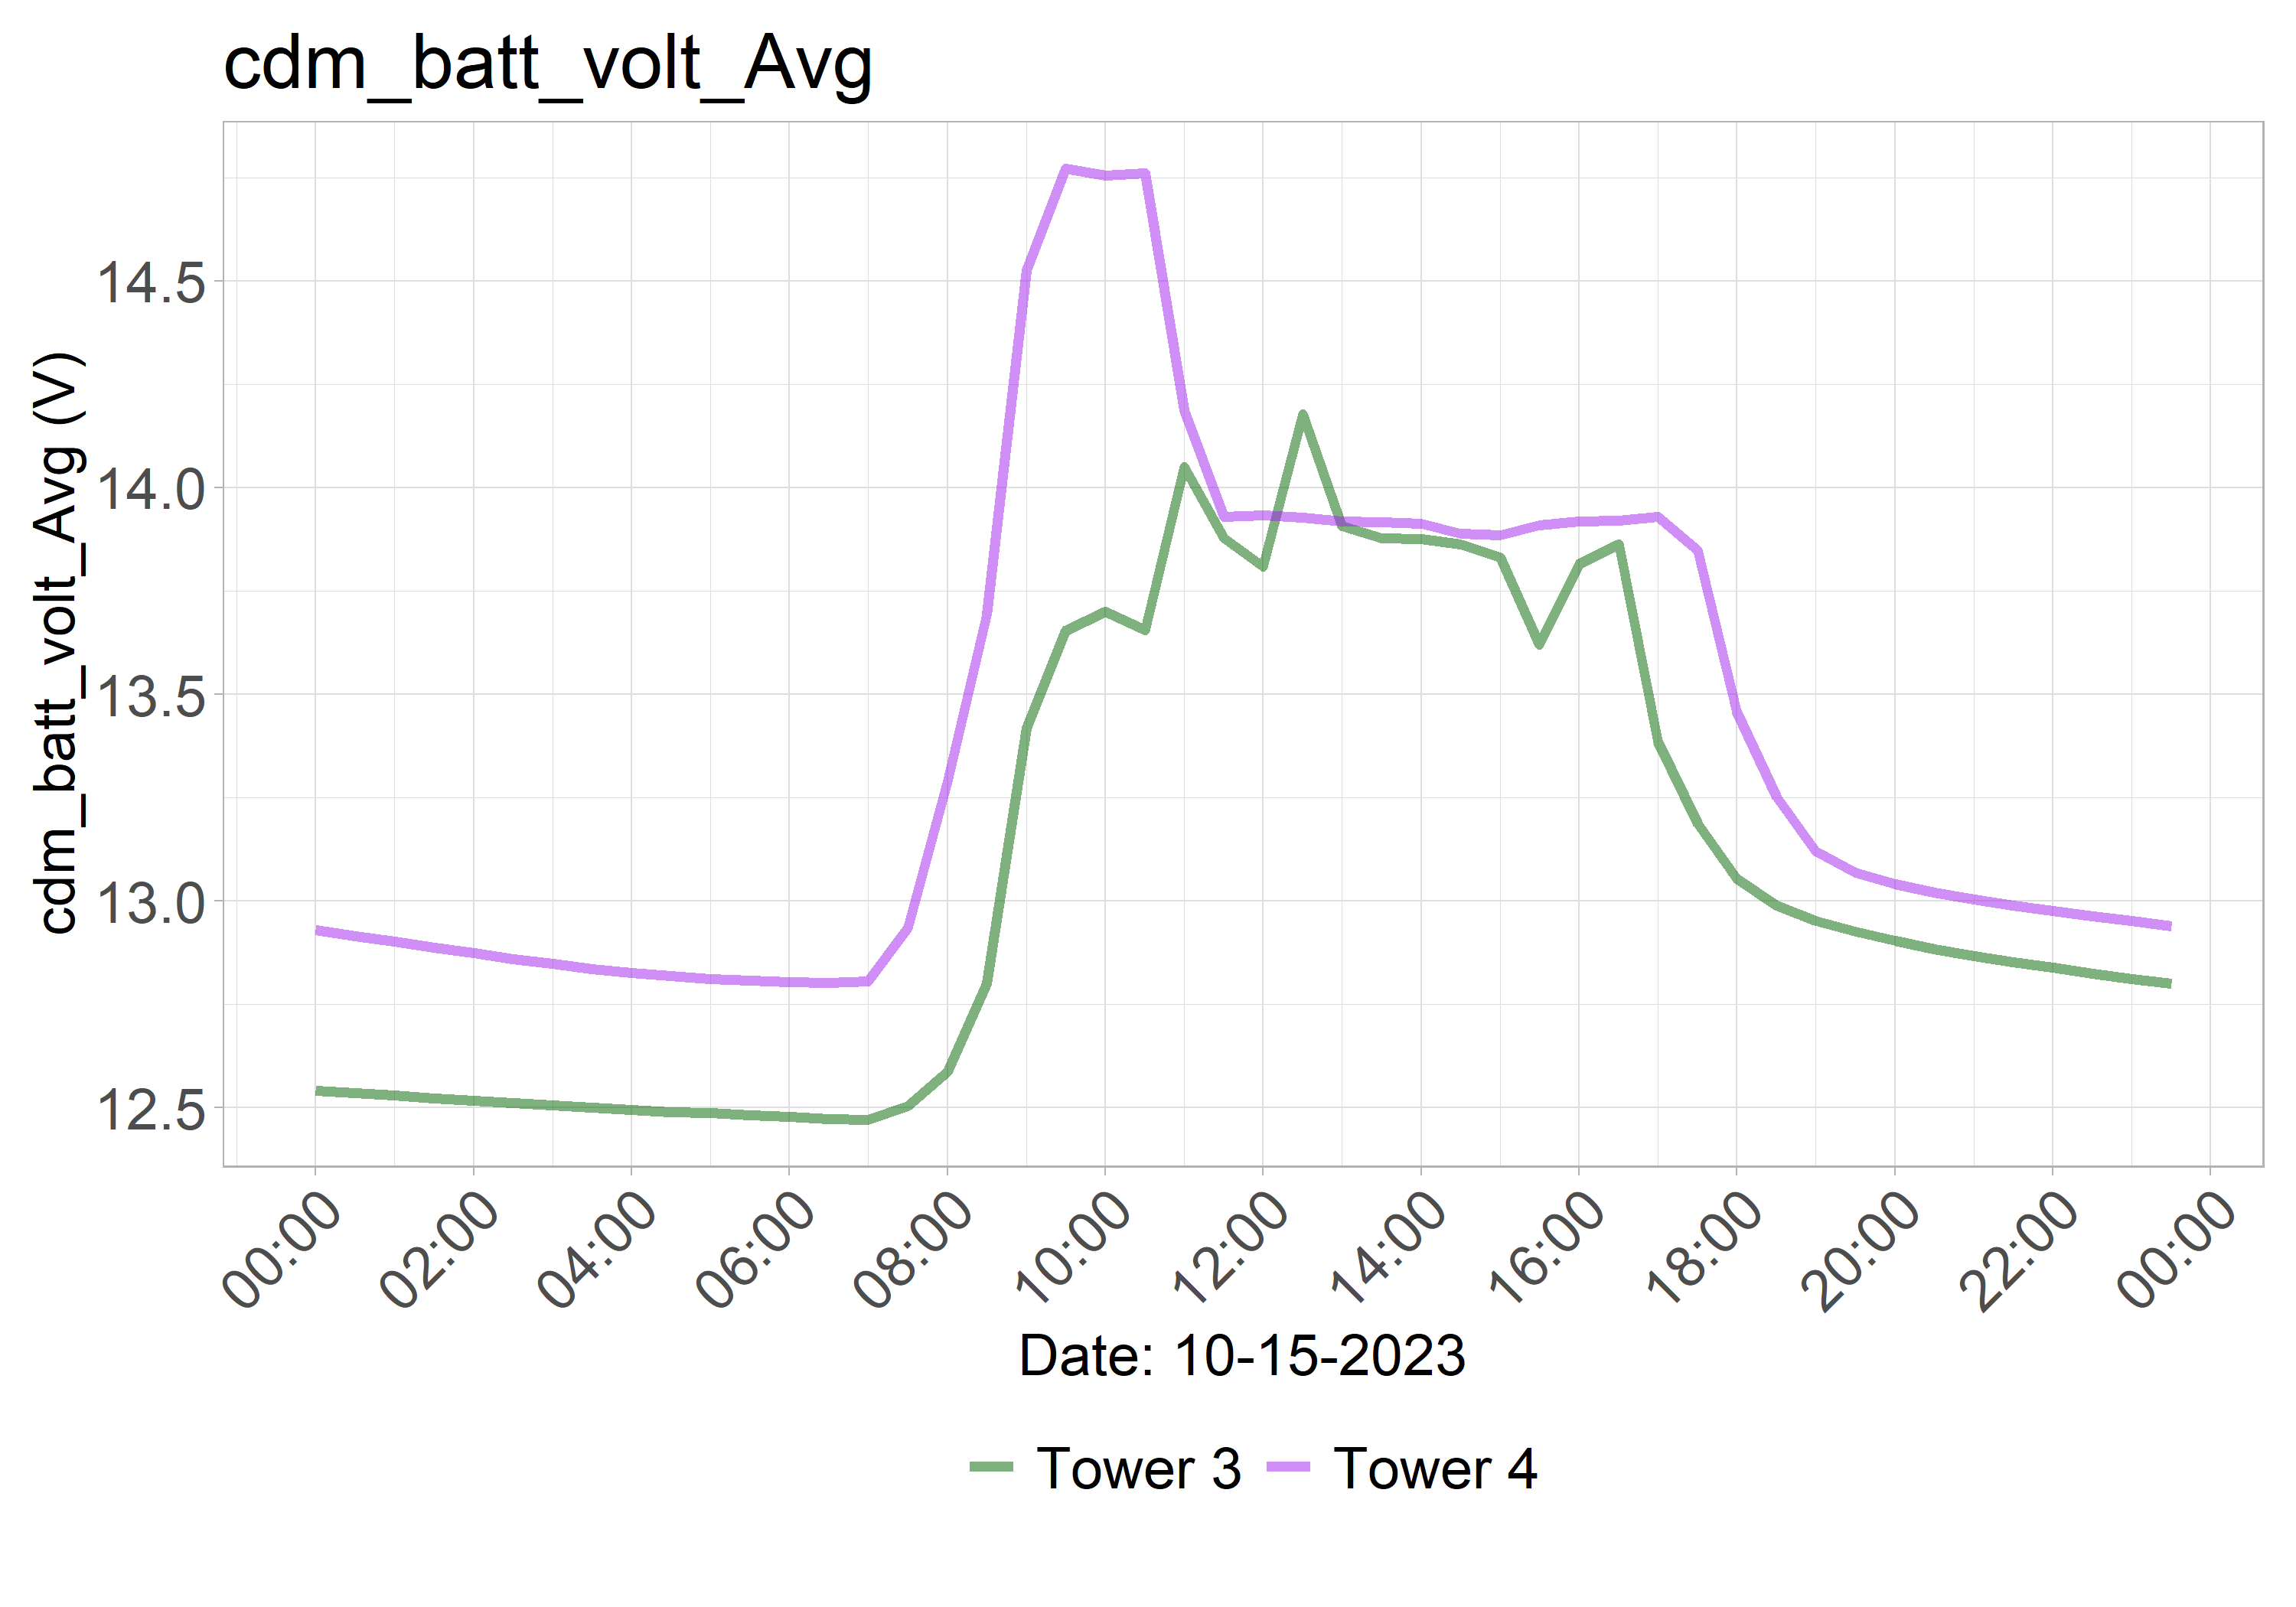 cdm_batt_volt_Avg
cdm_batt_volt_Avg (V)
14.5
14.0
13.5
13.0
12.5
00:00 02:00 04:00 06:00 08:00 10:00 12:00 14:00 16:00 18:00 20:00 22:00 00:00
Date: 10-15-2023
Tower 3 Tower 4